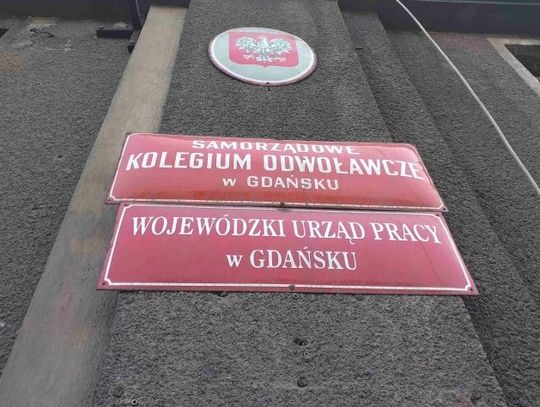 SAMORZĄDOWE
KOLEGIUM ODWOŁAWCZE
w GDAŃSKU
WOJEWÓDZKI URZĄD PRACY
w GDAŃSKU